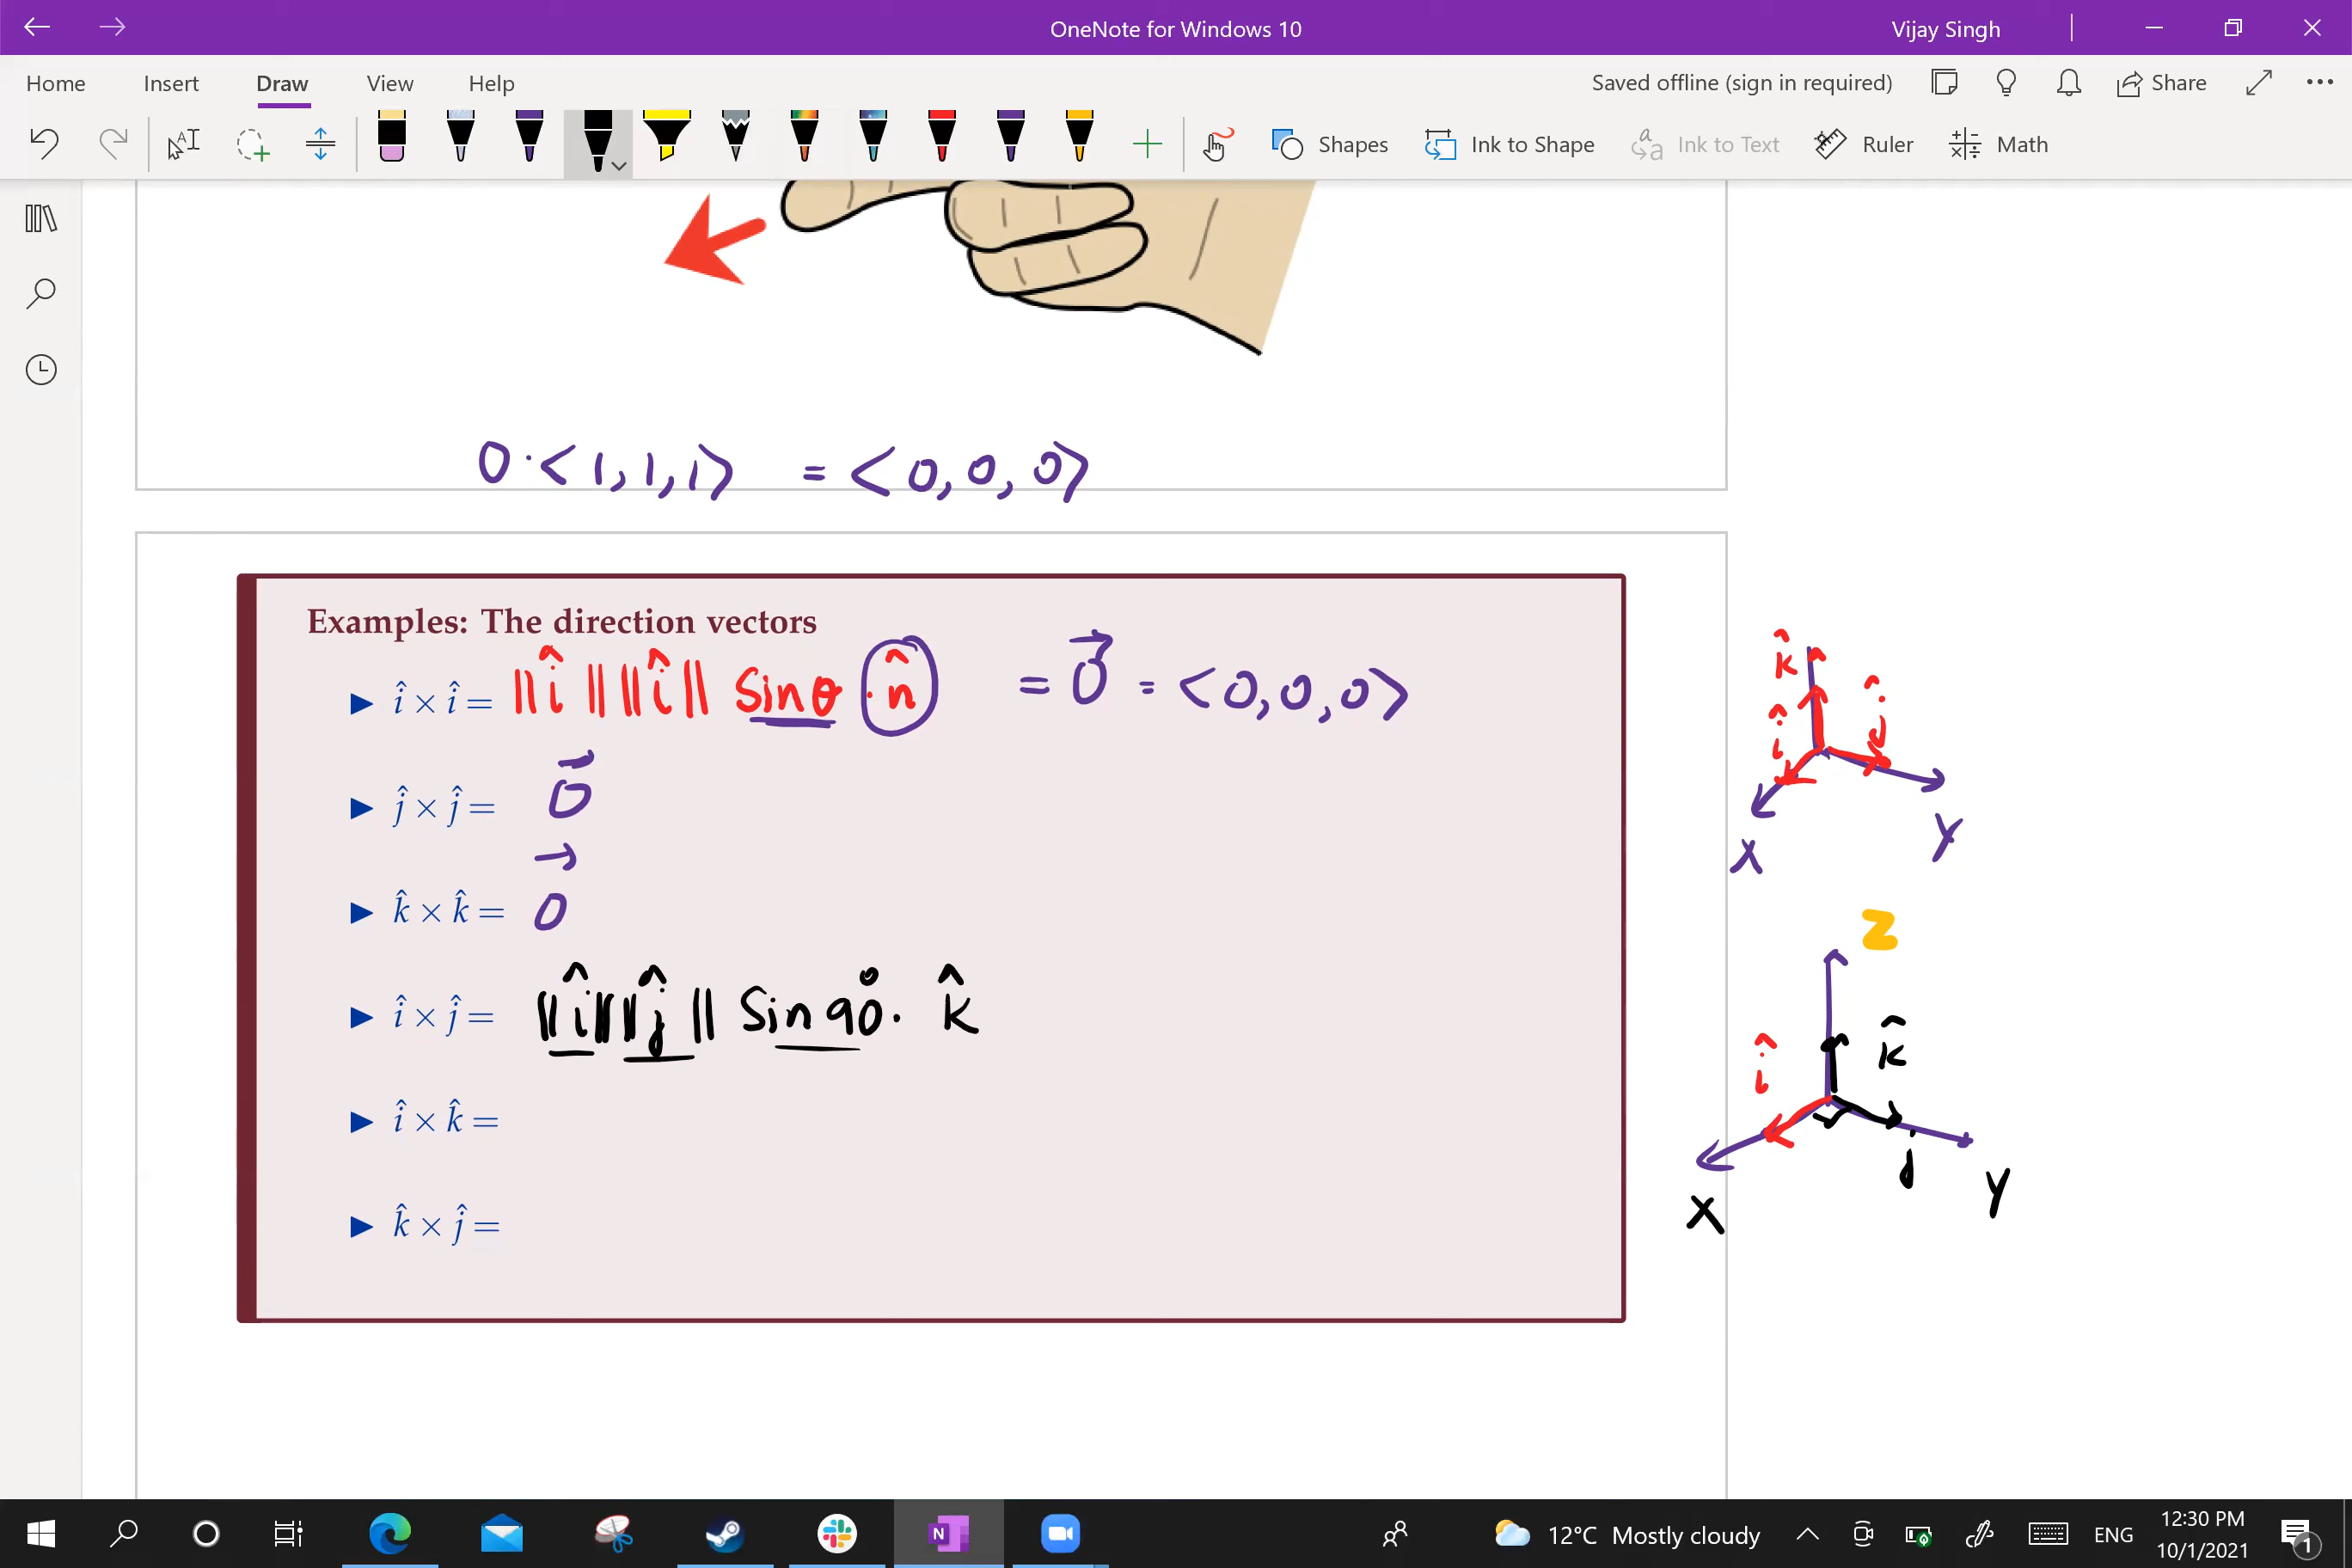 OneNote for Windows 10
Vijay Singh
Home Insert Draw View Help
Saved offline (sign in required) Share
Shapes Ink to Shape Ink to Text Ruler Math
0·<1,1,1> = <0,0,0>
Examples: The direction vectors
► î × î = ||î|| ||î|| Sinθ · n̂ = 0⃗ = <0,0,0>
► ĵ × ĵ = 0⃗
► k̂ × k̂ = 0⃗
► î × ĵ = ||î|| ||ĵ|| Sin 90° · k̂
► î × k̂ =
► k̂ × ĵ =
k̂
ĵ
î
X
Y
Z
k̂
î
j
X
Y
12°C Mostly cloudy
ENG
12:30 PM
10/1/2021
1